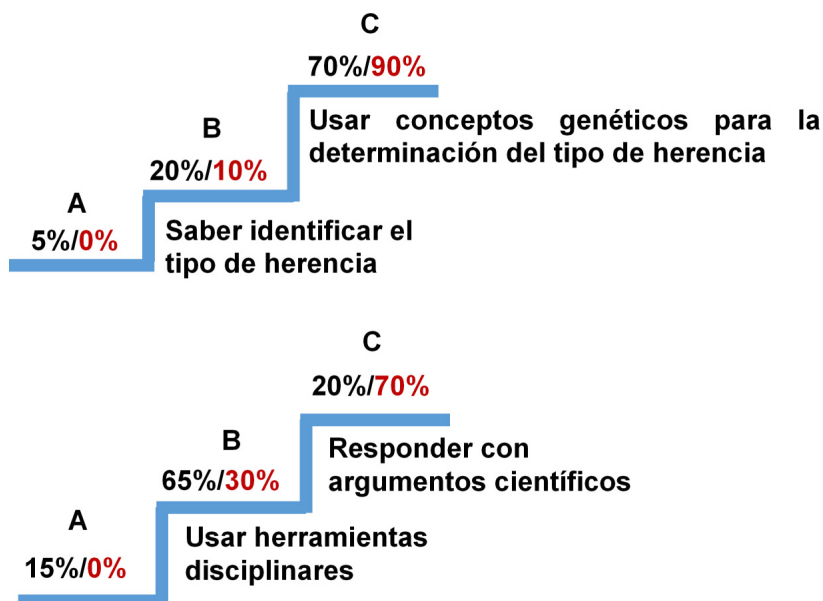 C
70%/90%
Usar conceptos genéticos para la
determinación del tipo de herencia
B
20%/10%
Saber identificar el
tipo de herencia
A
5%/0%
C
20%/70%
Responder con
argumentos científicos
B
65%/30%
Usar herramientas
disciplinares
A
15%/0%